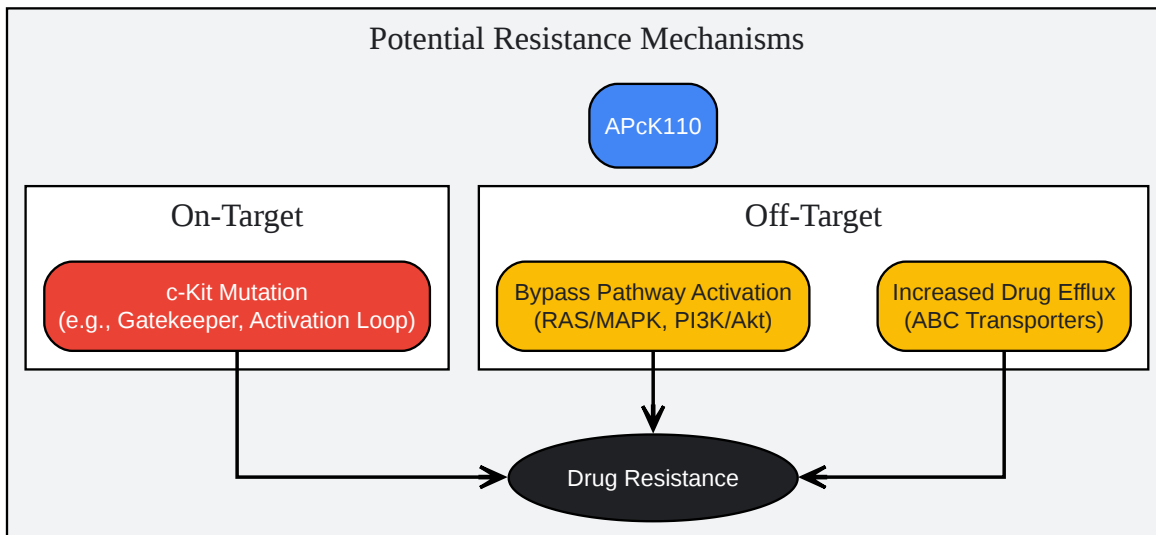 Potential Resistance Mechanisms
APcK110
On-Target
Off-Target
c-Kit Mutation
(e.g., Gatekeeper, Activation Loop)
Bypass Pathway Activation
(RAS/MAPK, PI3K/Akt)
Increased Drug Efflux
(ABC Transporters)
Drug Resistance